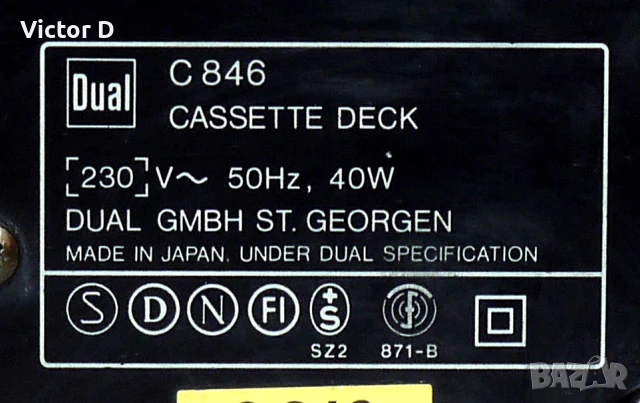 Victor D
Dual
C 846
CASSETTE DECK
[230]V~ 50Hz, 40W
DUAL GMBH ST. GEORGEN
MADE IN JAPAN. UNDER DUAL SPECIFICATION
S D N FI +S
SZ2 871-B
BAZAR